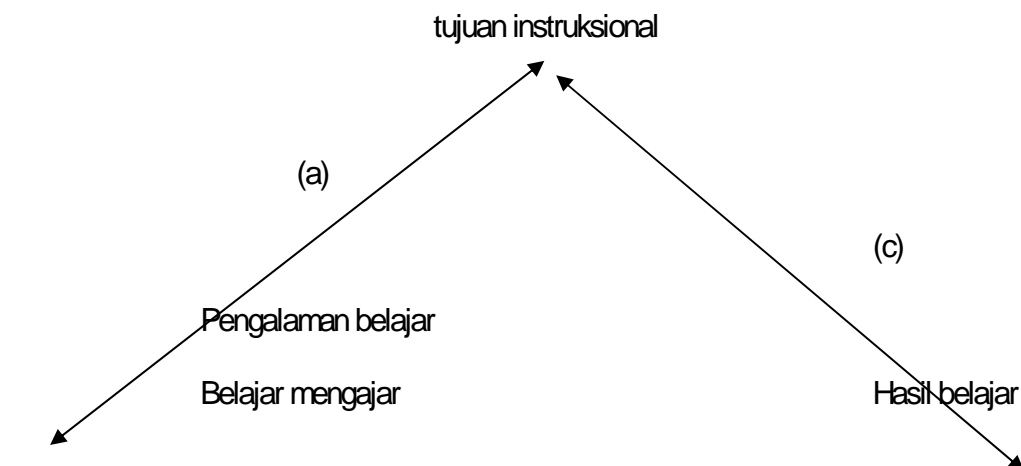 tujuan instruksional
(a)
(c)
Pengalaman belajar
Belajar mengajar
Hasil belajar